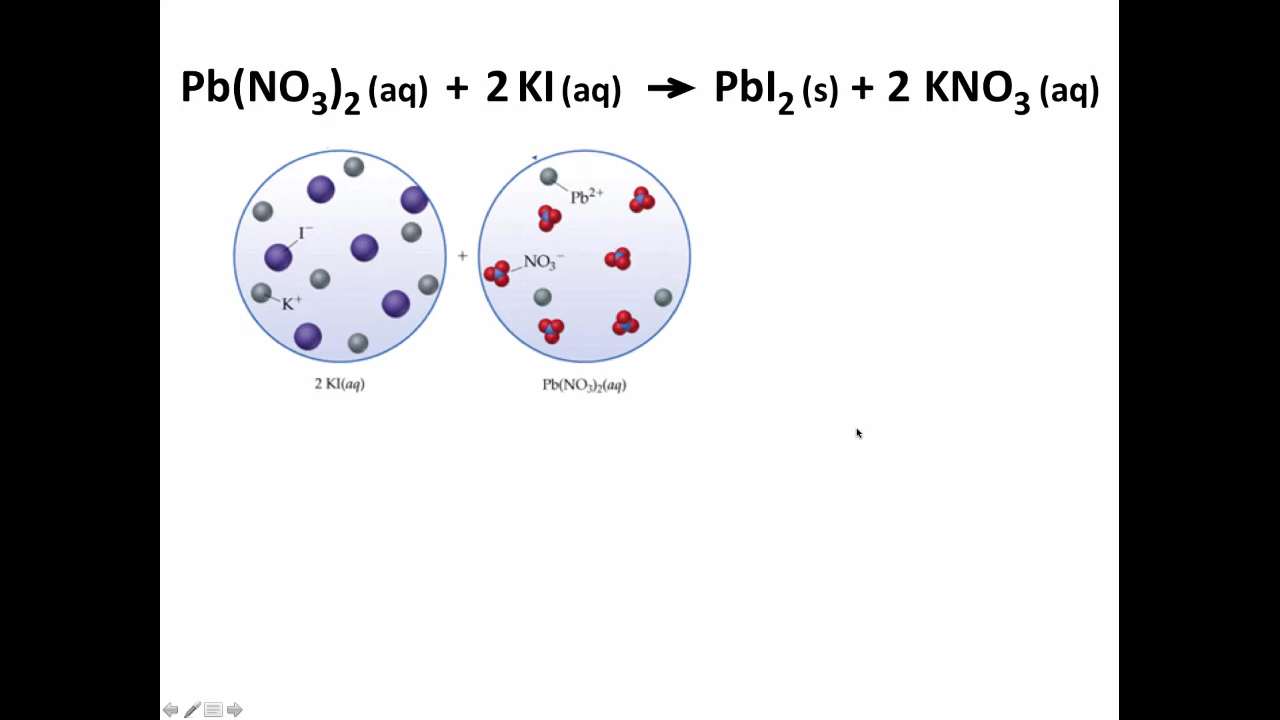 Pb(NO₃)₂ (aq) + 2 KI (aq) → PbI₂ (s) + 2 KNO₃ (aq)
Pb²⁺
I⁻
+
NO₃⁻
K⁺
2 KI(aq)
Pb(NO₃)₂(aq)